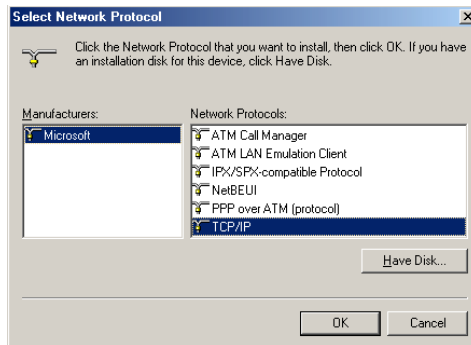 Select Network Protocol
Click the Network Protocol that you want to install, then click OK. If you have
an installation disk for this device, click Have Disk.
Manufacturers:
Microsoft
Network Protocols:
ATM Call Manager
ATM LAN Emulation Client
IPX/SPX-compatible Protocol
NetBEUI
PPP over ATM (protocol)
TCP/IP
Have Disk...
OK
Cancel